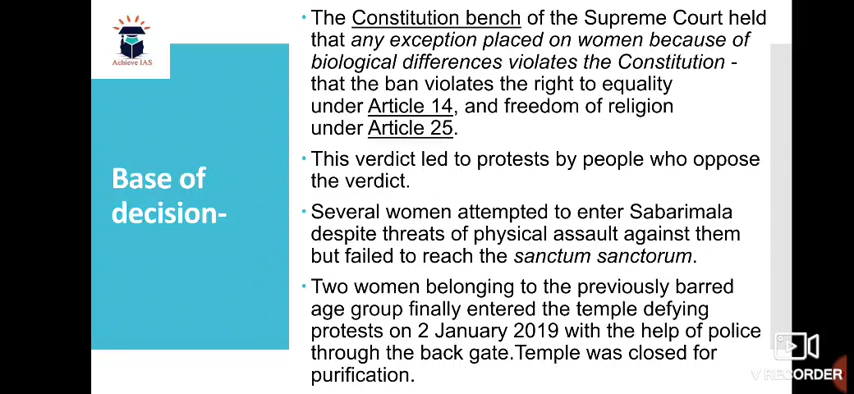 Achieve IAS
Base of
decision-
• The Constitution bench of the Supreme Court held
that any exception placed on women because of
biological differences violates the Constitution -
that the ban violates the right to equality
under Article 14, and freedom of religion
under Article 25.
• This verdict led to protests by people who oppose
the verdict.
• Several women attempted to enter Sabarimala
despite threats of physical assault against them
but failed to reach the sanctum sanctorum.
• Two women belonging to the previously barred
age group finally entered the temple defying
protests on 2 January 2019 with the help of police
through the back gate.Temple was closed for
purification.
V RECORDER